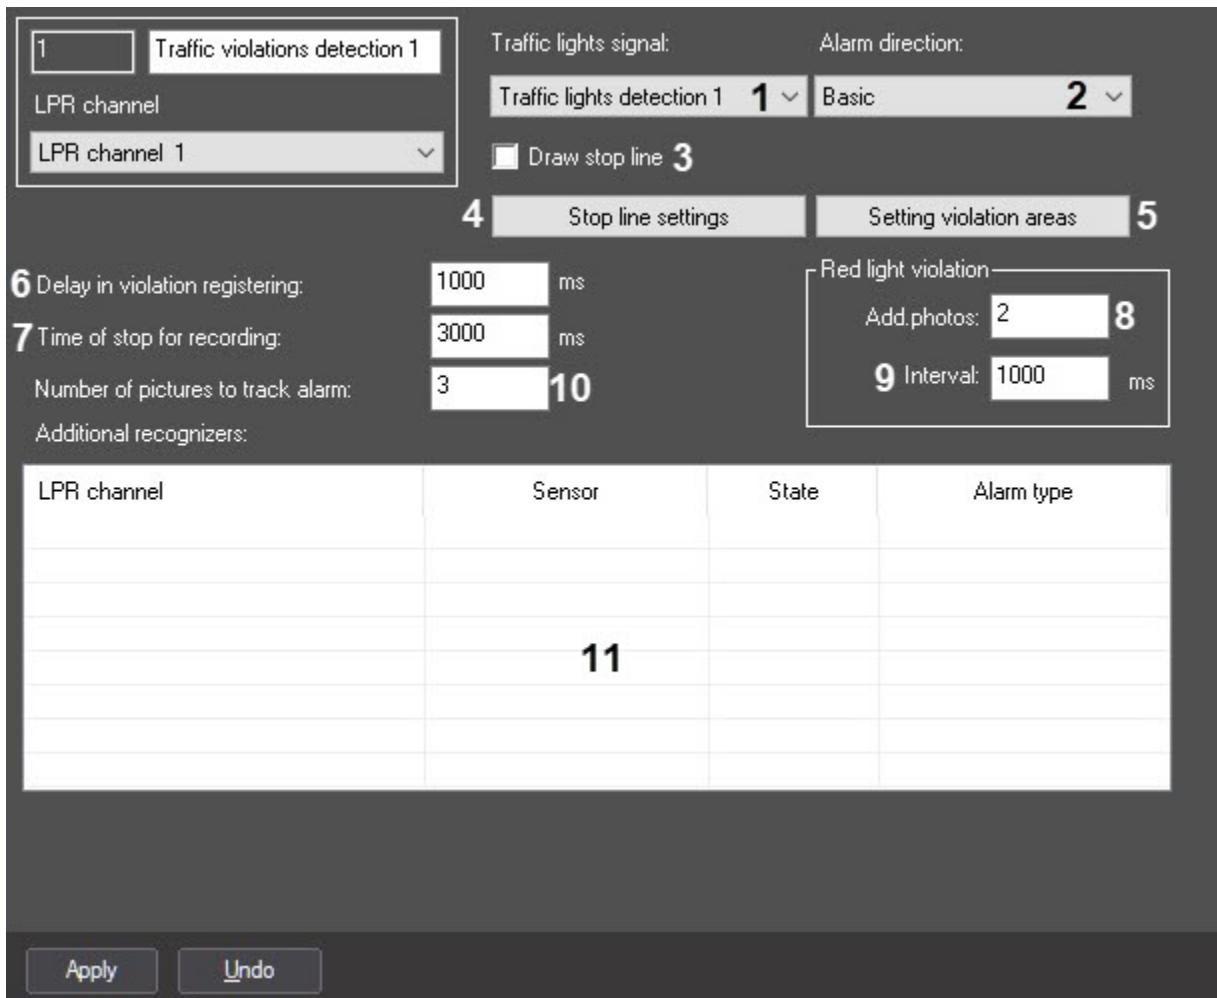 1 Traffic violations detection 1
LPR channel
LPR channel 1
Traffic lights signal: Alarm direction:
Traffic lights detection 1 1 Basic 2
Draw stop line 3
4 Stop line settings Setting violation areas 5
6 Delay in violation registering: 1000 ms
7 Time of stop for recording: 3000 ms
Number of pictures to track alarm: 3 10
Red light violation
Add.photos: 2 8
9 Interval: 1000 ms
Additional recognizers:
LPR channel Sensor State Alarm type
11
Apply Undo